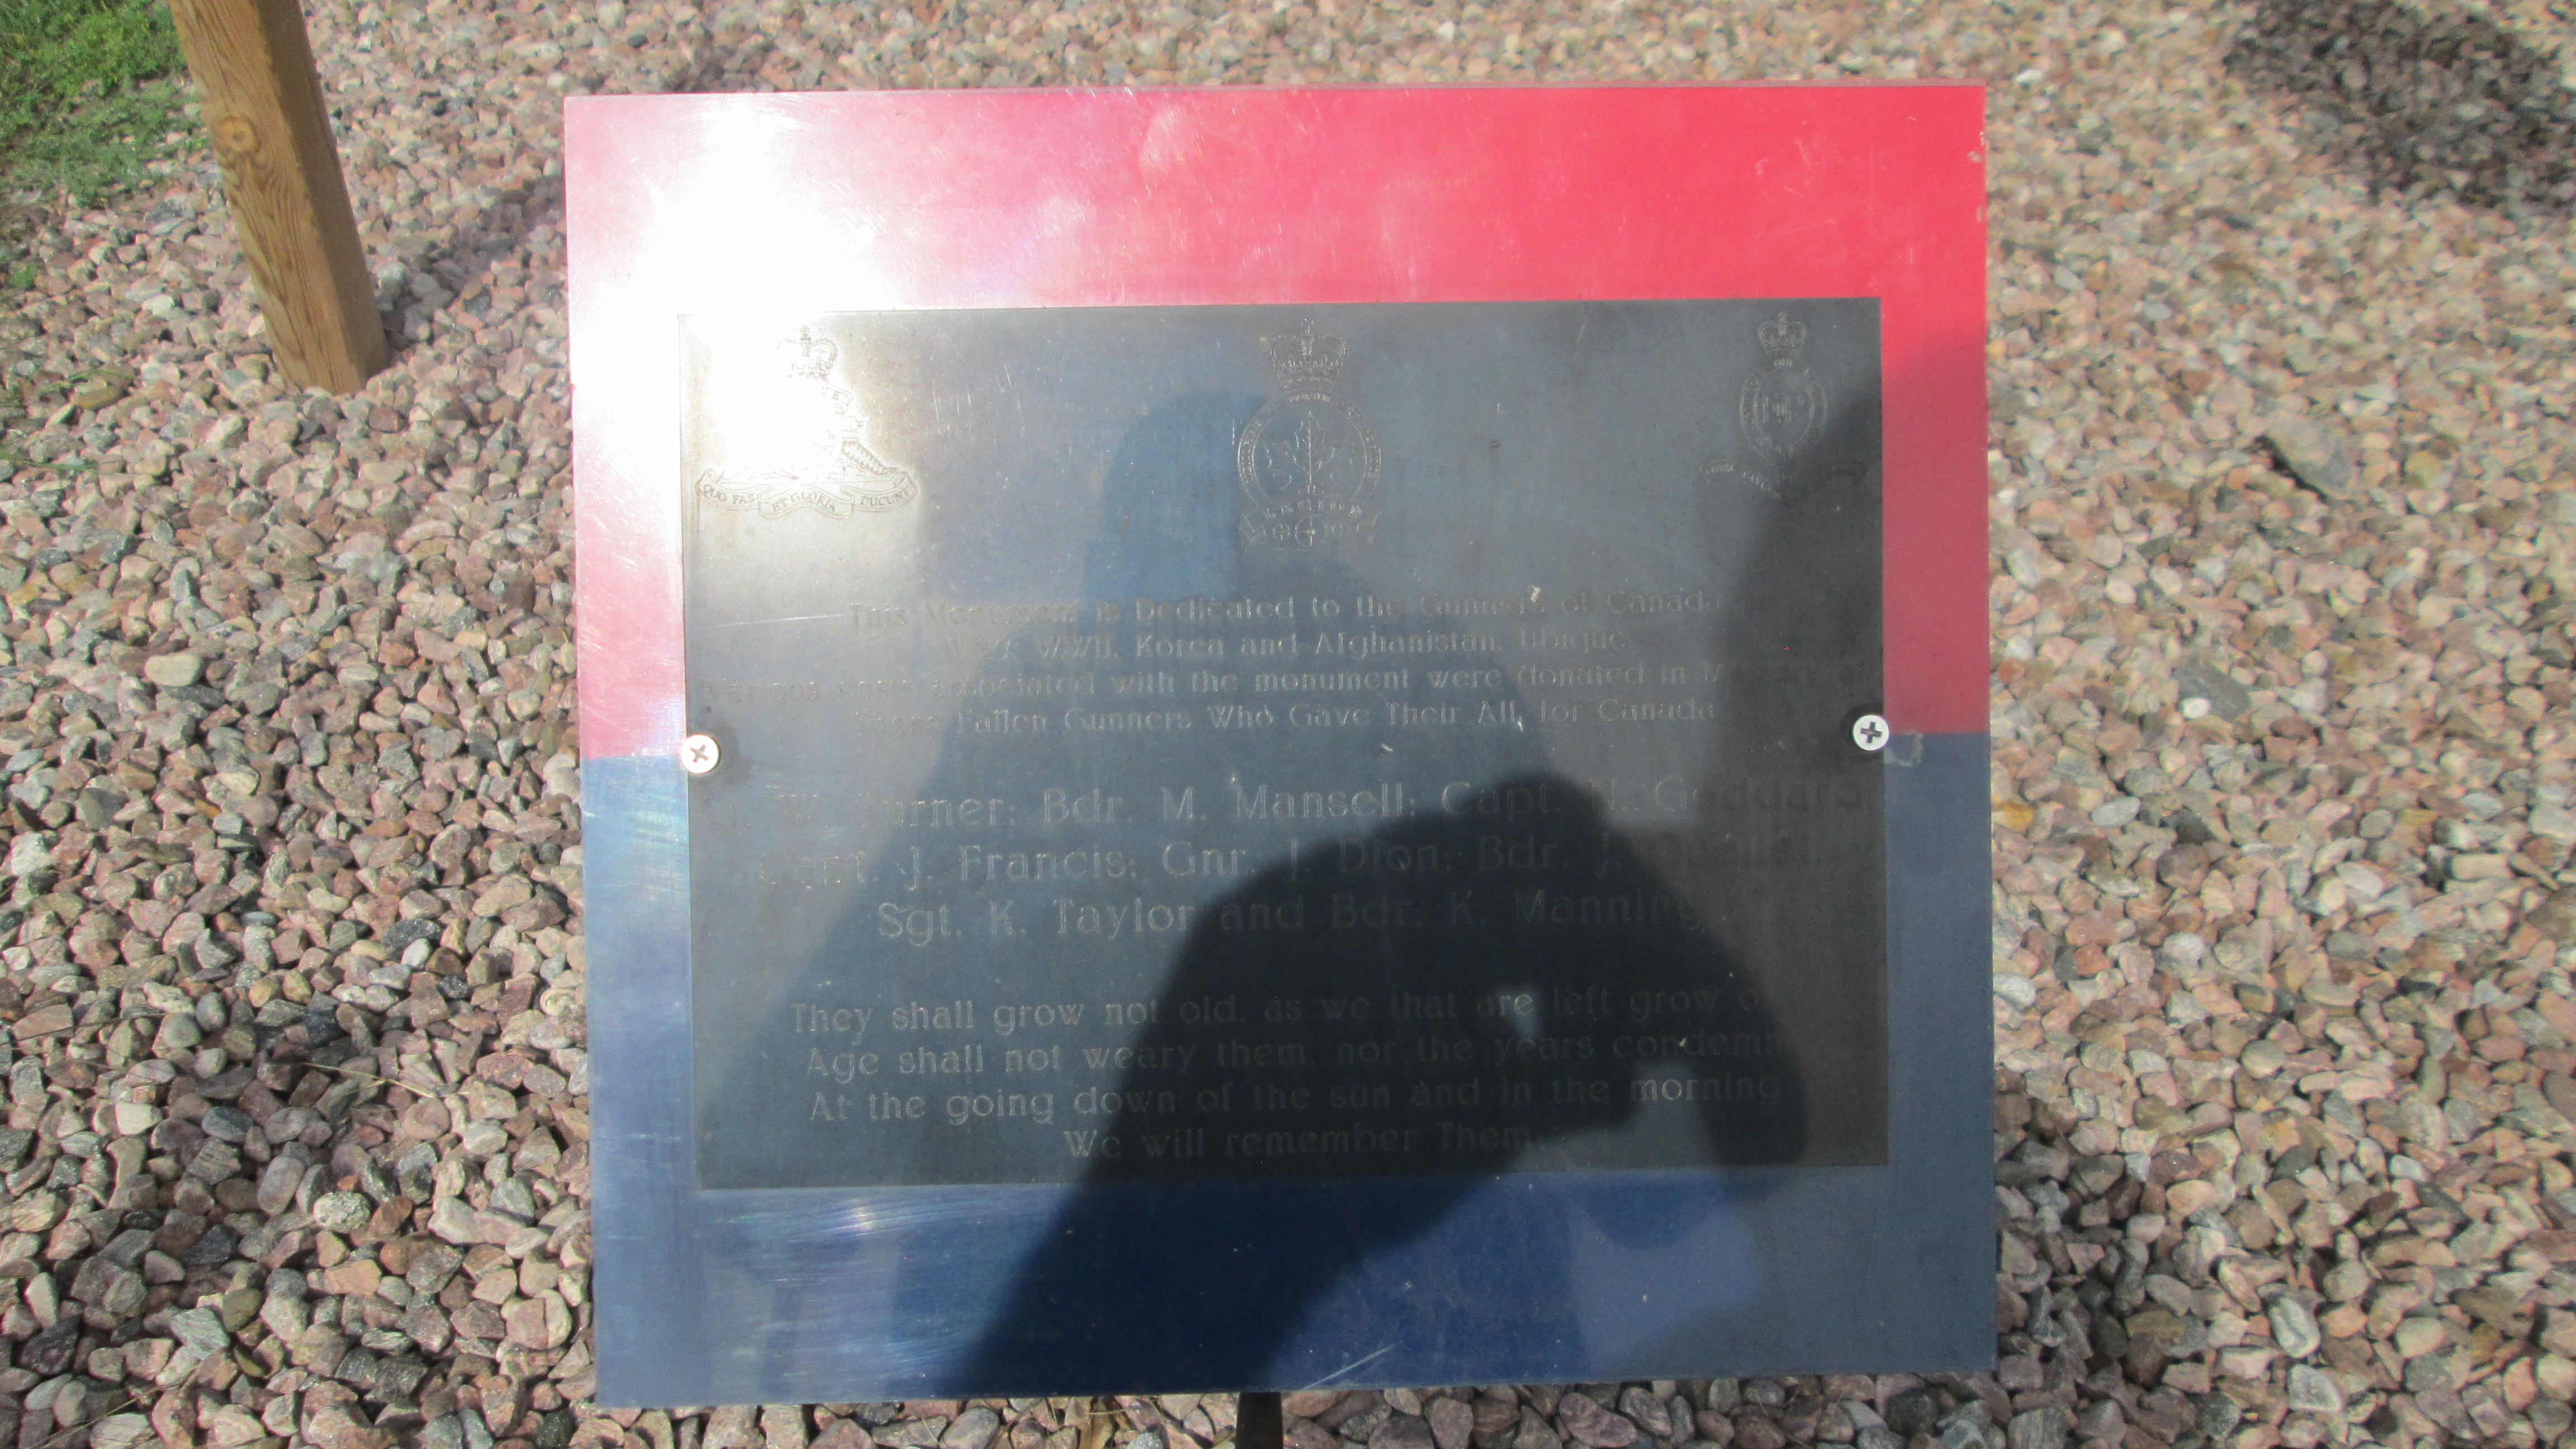 QUO FAS ET GLORIA DUCUNT
This Monument is Dedicated to the Gunners of Canada
WWII, Korea and Afghanistan. Ubique.
Various associated with the monument were donated in
Fallen Gunners Who Gave Their All, for Canada
W. Turner; Bdr. M. Mansell; Capt. N.
Capt. J. Francis; Gnr. J. Dion; Bdr. J.
Sgt. K. Taylor and Bdr. K. Manning
They shall grow not old, as we that are left grow
Age shall not weary them, nor the years condemn
At the going down of the sun and in the morning
We will remember Them.